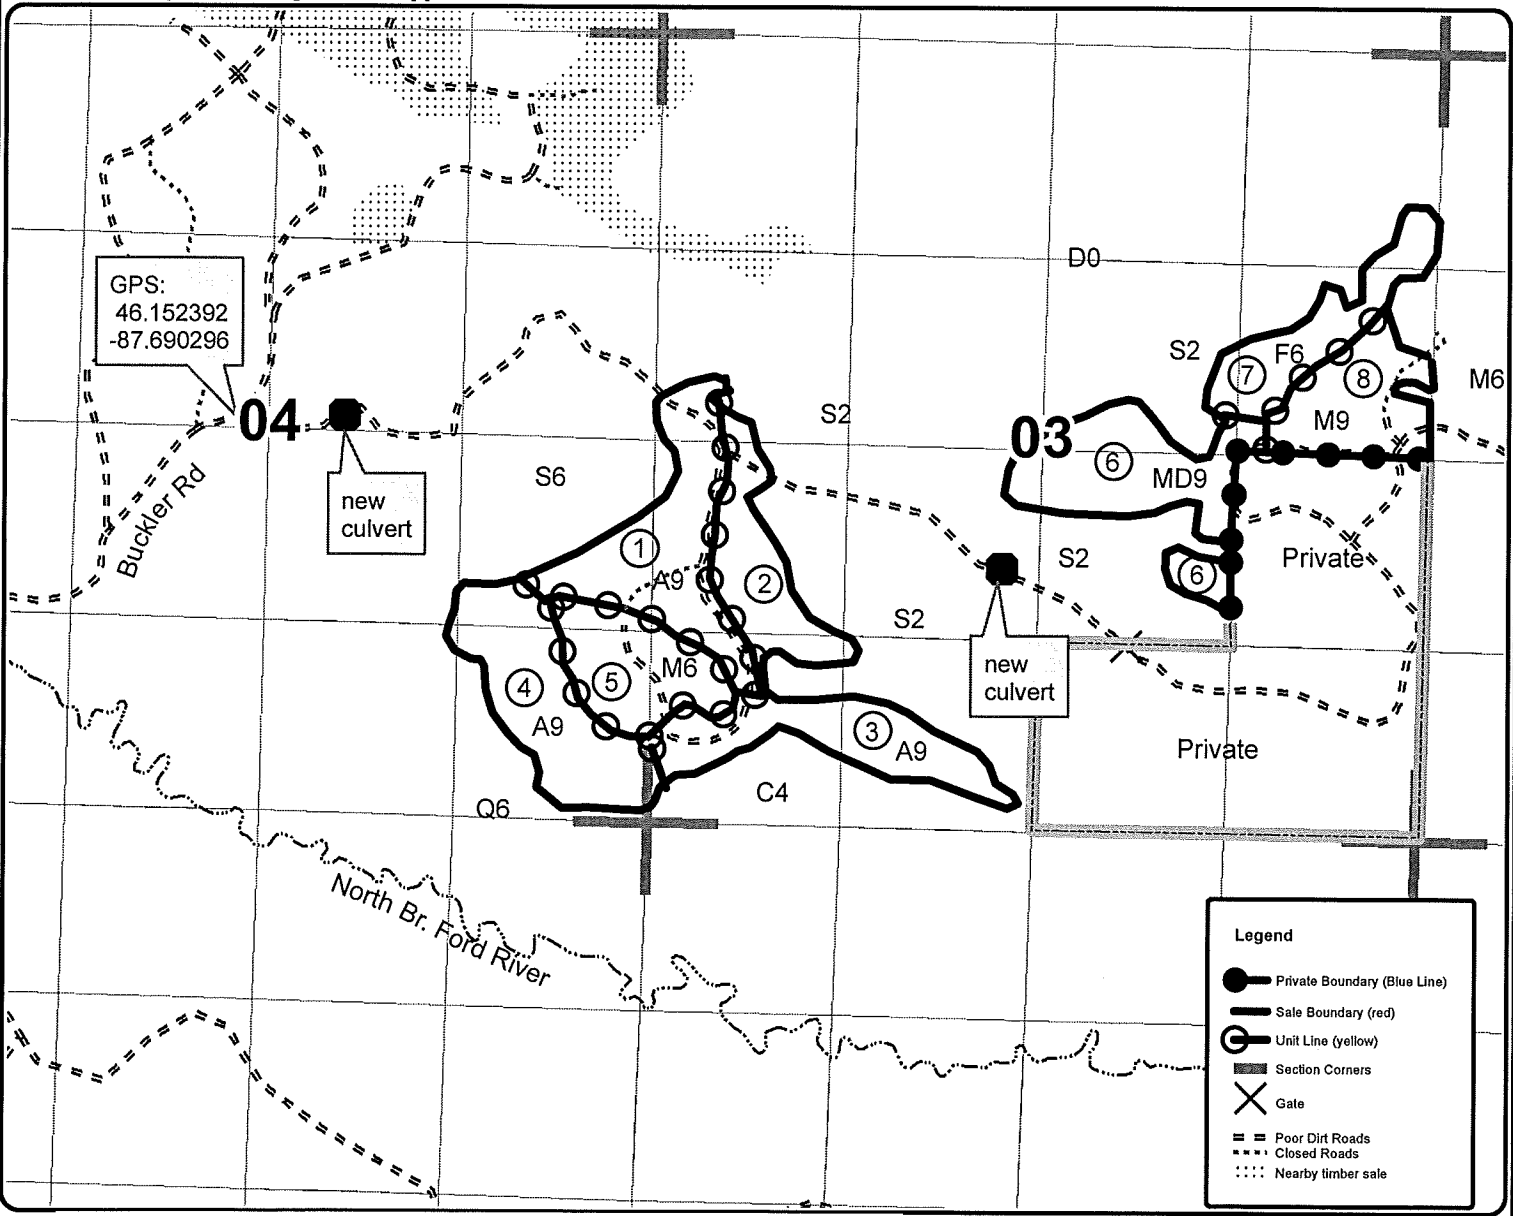 D0
GPS:
46.152392
-87.690296
S2
F6
7
8
M6
04
S2
M9
03
6
MD9
S6
new
culvert
Buckler Rd
1
A9
2
S2
Private
6
S2
M6
new
culvert
4
5
A9
3
A9
Private
C4
Q6
North Br. Ford River
Legend
Private Boundary (Blue Line)
Sale Boundary (red)
Unit Line (yellow)
Section Corners
Gate
Poor Dirt Roads
Closed Roads
Nearby timber sale